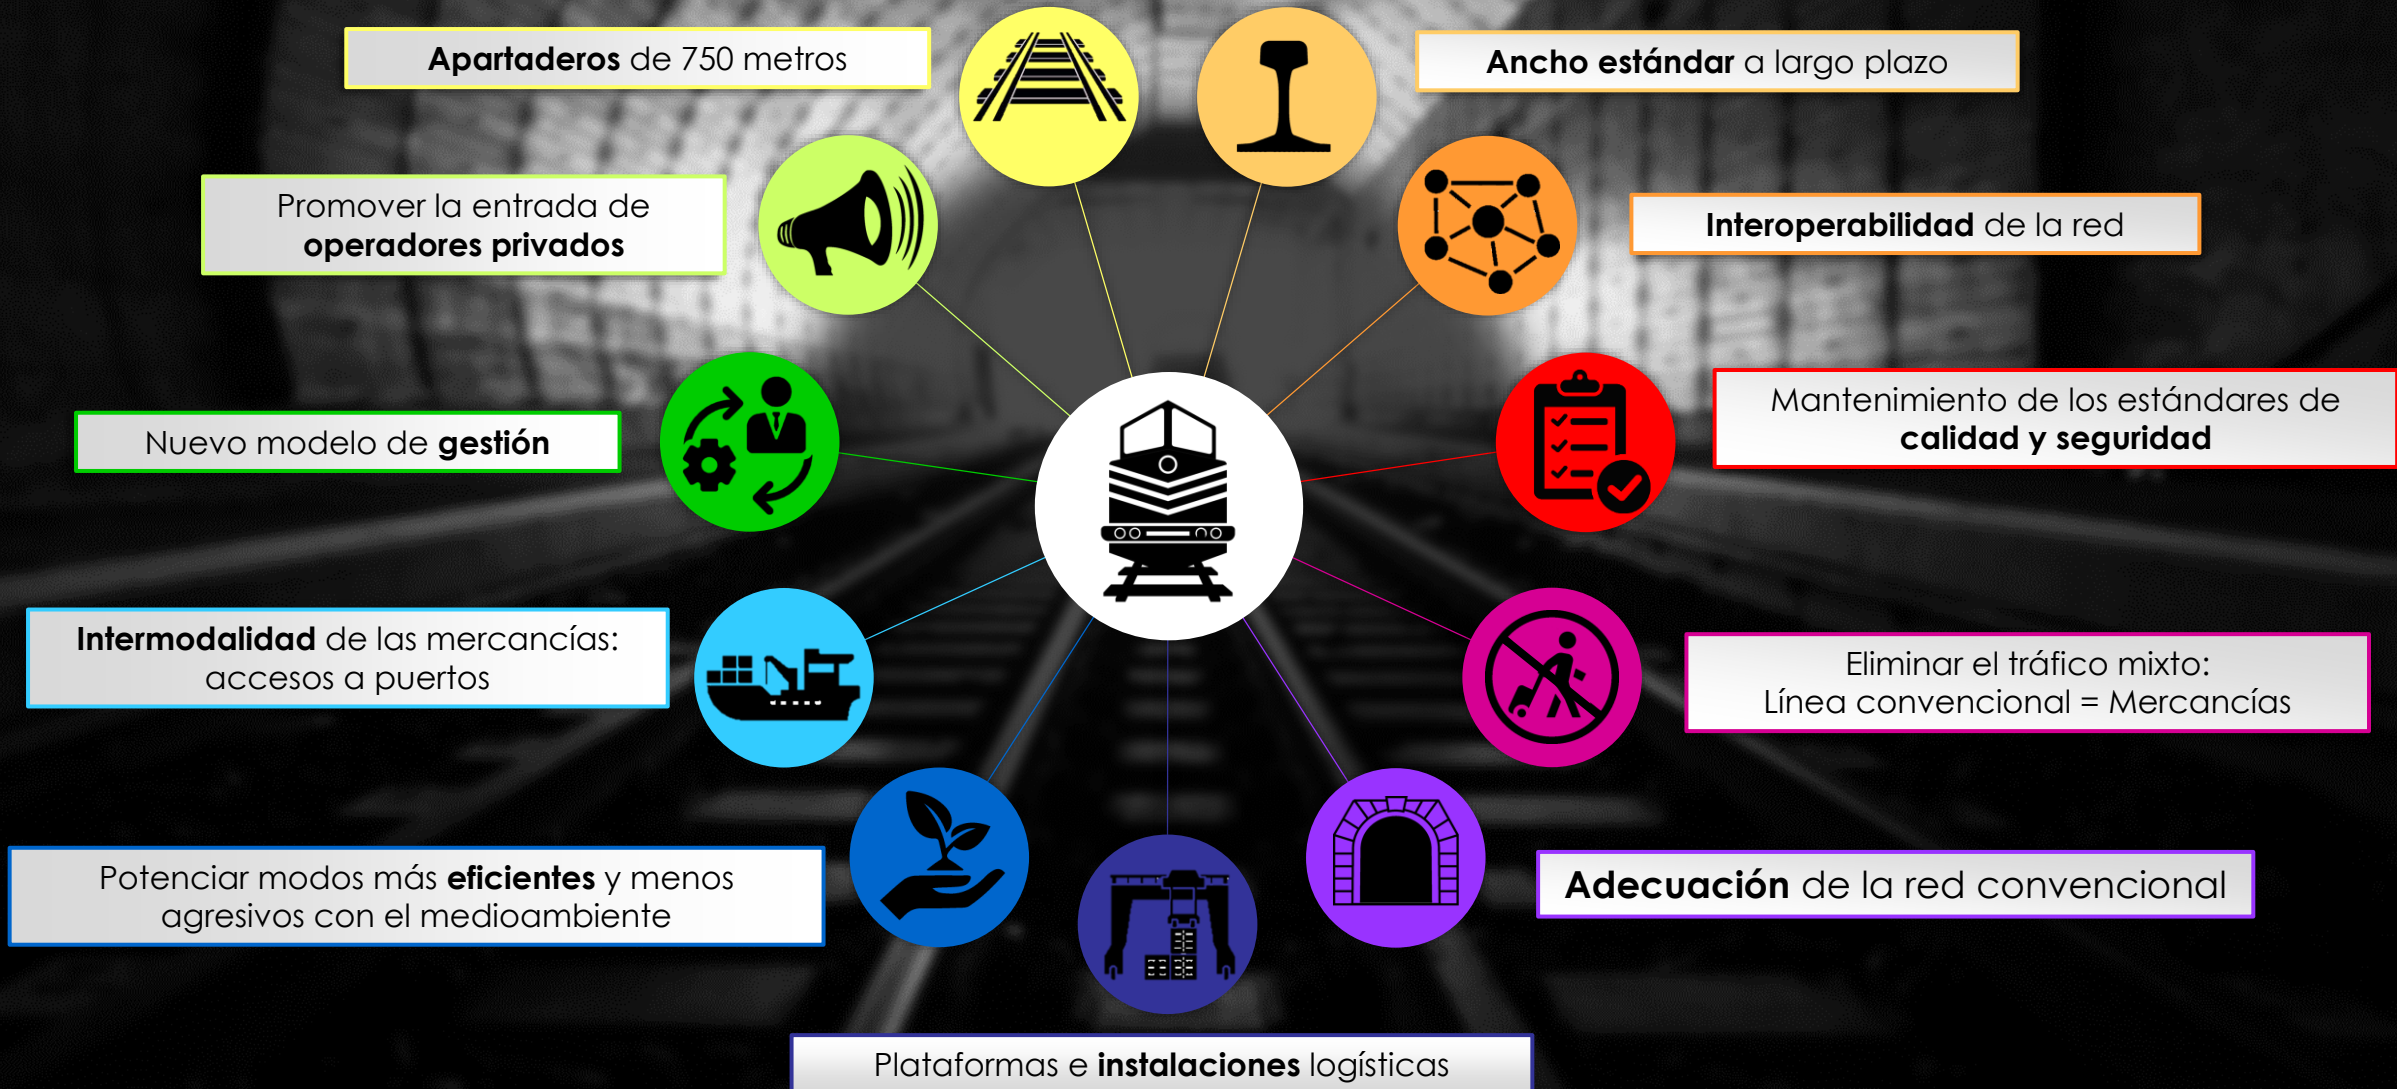 Apartaderos de 750 metros
Ancho estándar a largo plazo
Promover la entrada de
operadores privados
Interoperabilidad de la red
Nuevo modelo de gestión
Mantenimiento de los estándares de
calidad y seguridad
Intermodalidad de las mercancías:
accesos a puertos
Eliminar el tráfico mixto:
Línea convencional = Mercancías
Potenciar modos más eficientes y menos
agresivos con el medioambiente
Adecuación de la red convencional
Plataformas e instalaciones logísticas